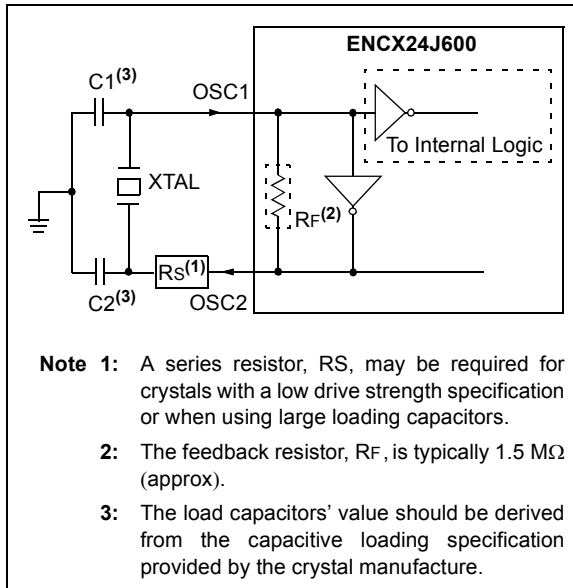 ENCX24J600
C1(3)
OSC1
To Internal Logic
XTAL
RF(2)
RS(1)
C2(3)
OSC2
Note 1: A series resistor, RS, may be required for
crystals with a low drive strength specification
or when using large loading capacitors.
2: The feedback resistor, RF, is typically 1.5 MΩ
(approx).
3: The load capacitors' value should be derived
from the capacitive loading specification
provided by the crystal manufacture.